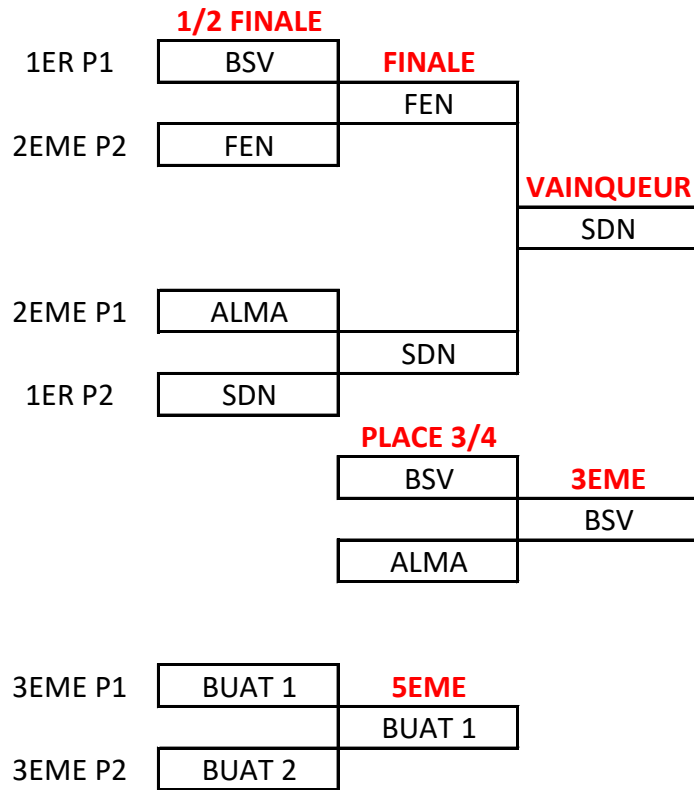 1/2 FINALE
1ER P1 BSV FINALE
FEN
2EME P2 FEN
VAINQUEUR
SDN
2EME P1 ALMA
SDN
1ER P2 SDN
PLACE 3/4
BSV 3EME
BSV
ALMA
3EME P1 BUAT 1 5EME
BUAT 1
3EME P2 BUAT 2